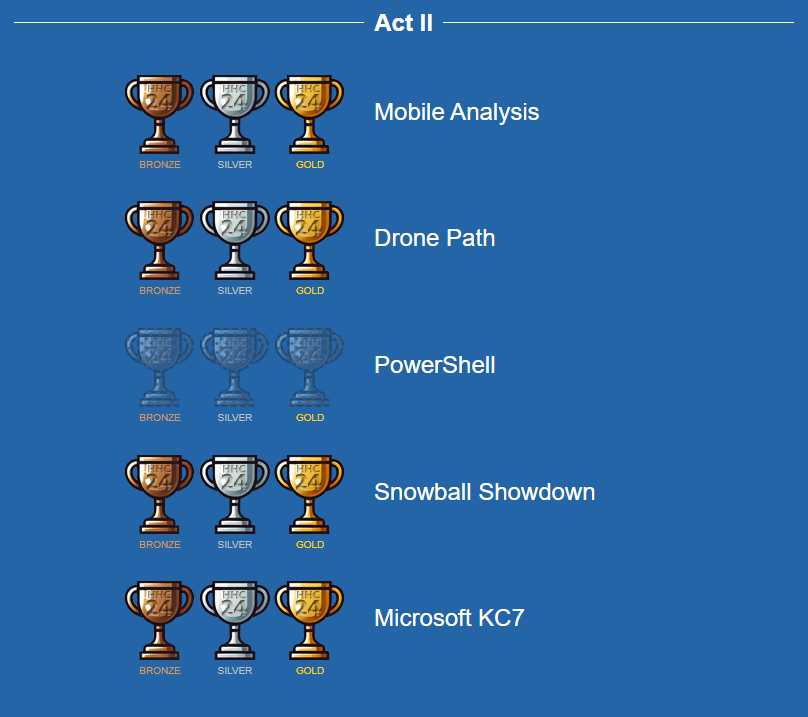 Act II
HHC HHC HHC
24 24 24
Mobile Analysis
BRONZE SILVER GOLD
HHC HHC HHC
24 24 24
Drone Path
BRONZE SILVER GOLD
HHC HHC HHC
24 24 24
PowerShell
BRONZE SILVER GOLD
HHC HHC HHC
24 24 24
Snowball Showdown
BRONZE SILVER GOLD
HHC HHC HHC
24 24 24
Microsoft KC7
BRONZE SILVER GOLD